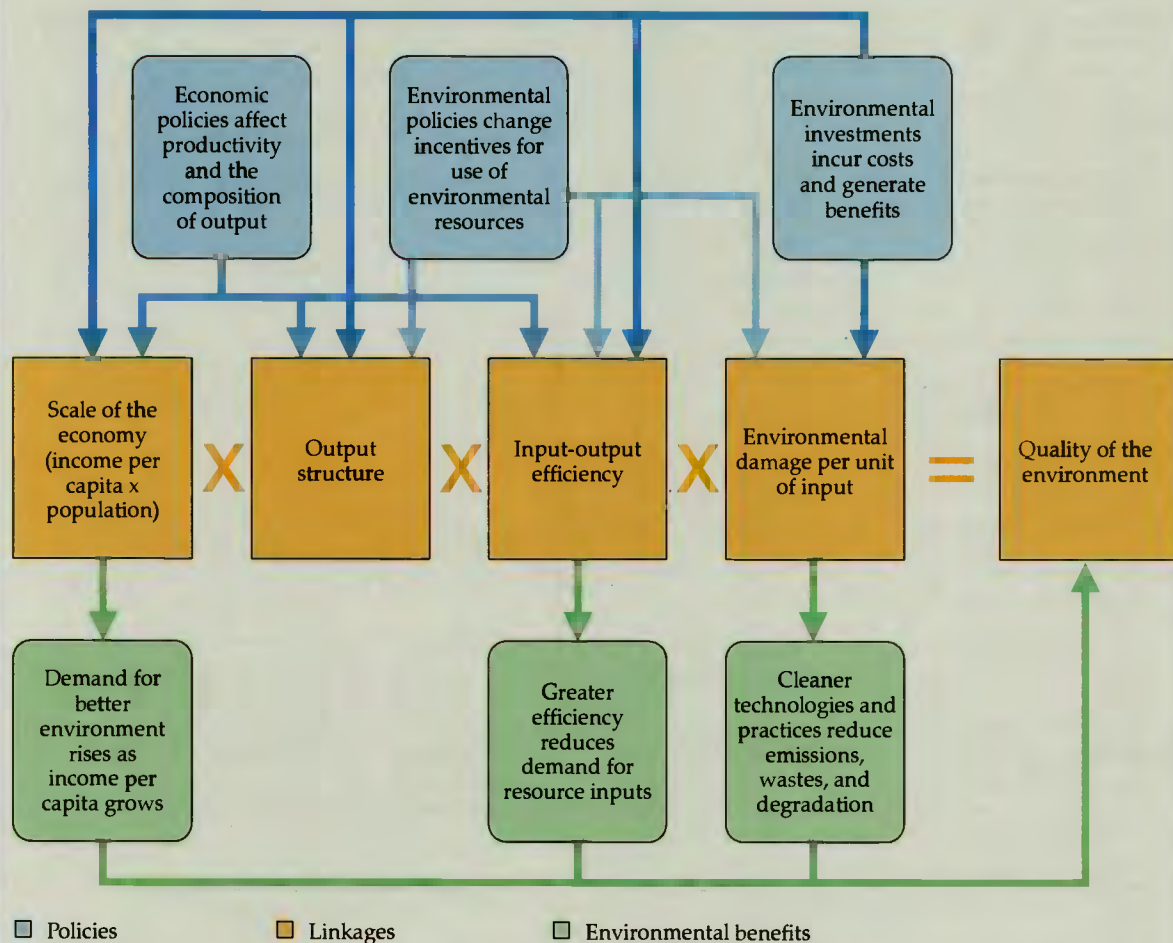 Economic
policies affect
productivity
and the
composition
of output
Environmental
policies change
incentives for
use of
environmental
resources
Environmental
investments
incur costs
and generate
benefits
Scale of the
economy
(income per
capita x
population)
X
Output
structure
X
Input-output
efficiency
X
Environmental
damage per unit
of input
=
Quality of the
environment
Demand for
better
environment
rises as
income per
capita grows
Greater
efficiency
reduces
demand for
resource inputs
Cleaner
technologies and
practices reduce
emissions,
wastes, and
degradation
Policies
Linkages
Environmental benefits